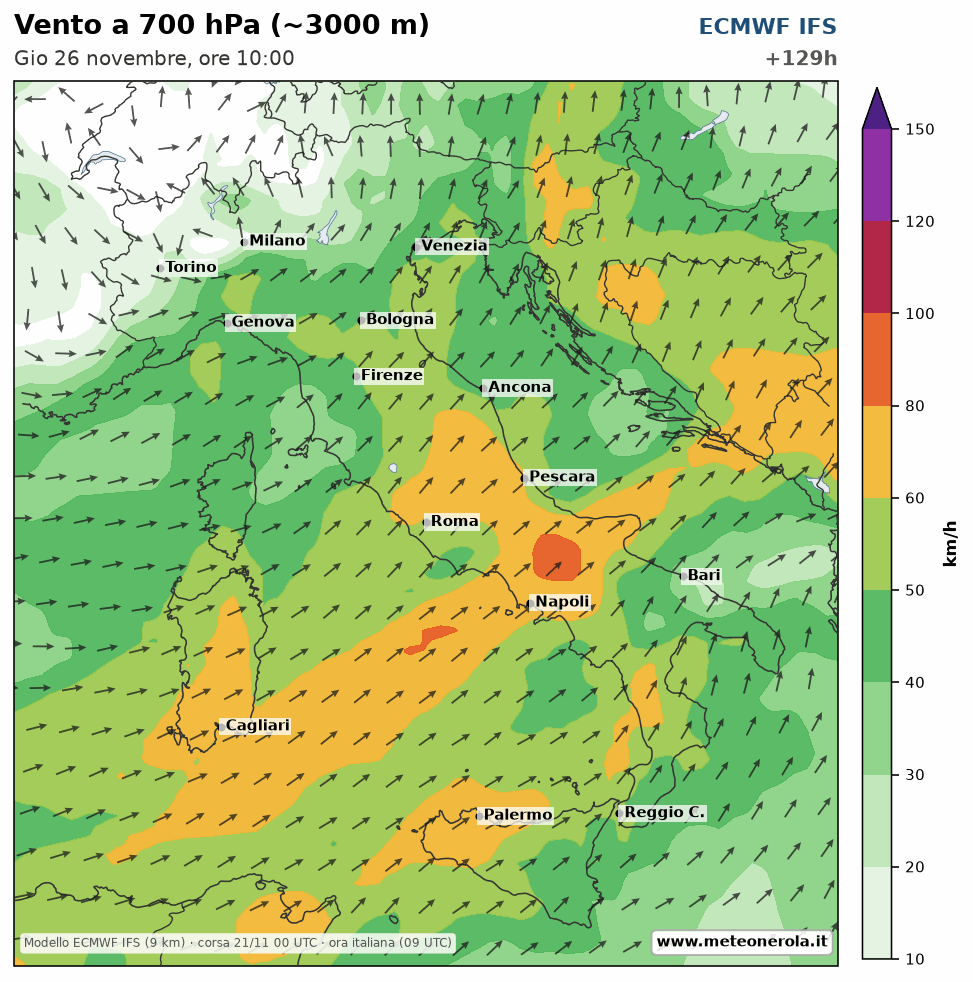 Vento a 700 hPa (~3000 m)
ECMWF IFS
Gio 26 novembre, ore 10:00
+129h
Milano
Venezia
Torino
Genova
Bologna
Firenze
Ancona
Pescara
Roma
Bari
Napoli
Cagliari
Palermo
Reggio C.
150
120
100
80
60
50
40
30
20
10
km/h
Modello ECMWF IFS (9 km) · corsa 21/11 00 UTC · ora italiana (09 UTC)
www.meteonerola.it